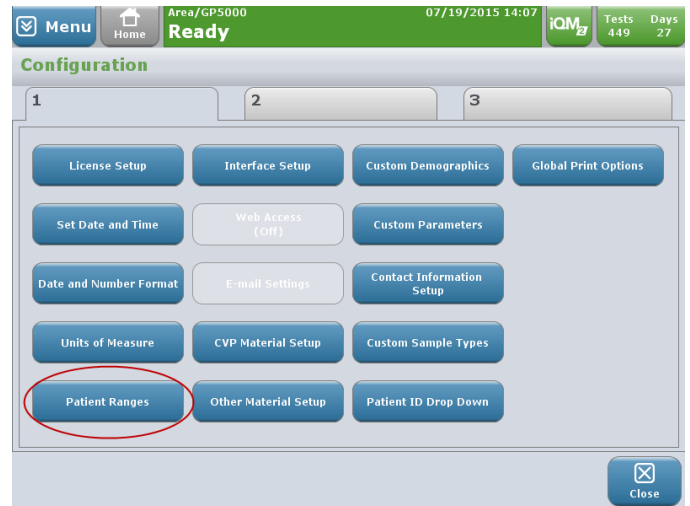 Menu
Home
Area/GP5000 07/19/2015 14:07
Ready
iQM2
Tests Days
449 27
Configuration
1 2 3
License Setup Interface Setup Custom Demographics Global Print Options
Set Date and Time Web Access (Off) Custom Parameters
Date and Number Format E-mail Settings Contact Information Setup
Units of Measure CVP Material Setup Custom Sample Types
Patient Ranges Other Material Setup Patient ID Drop Down
Close